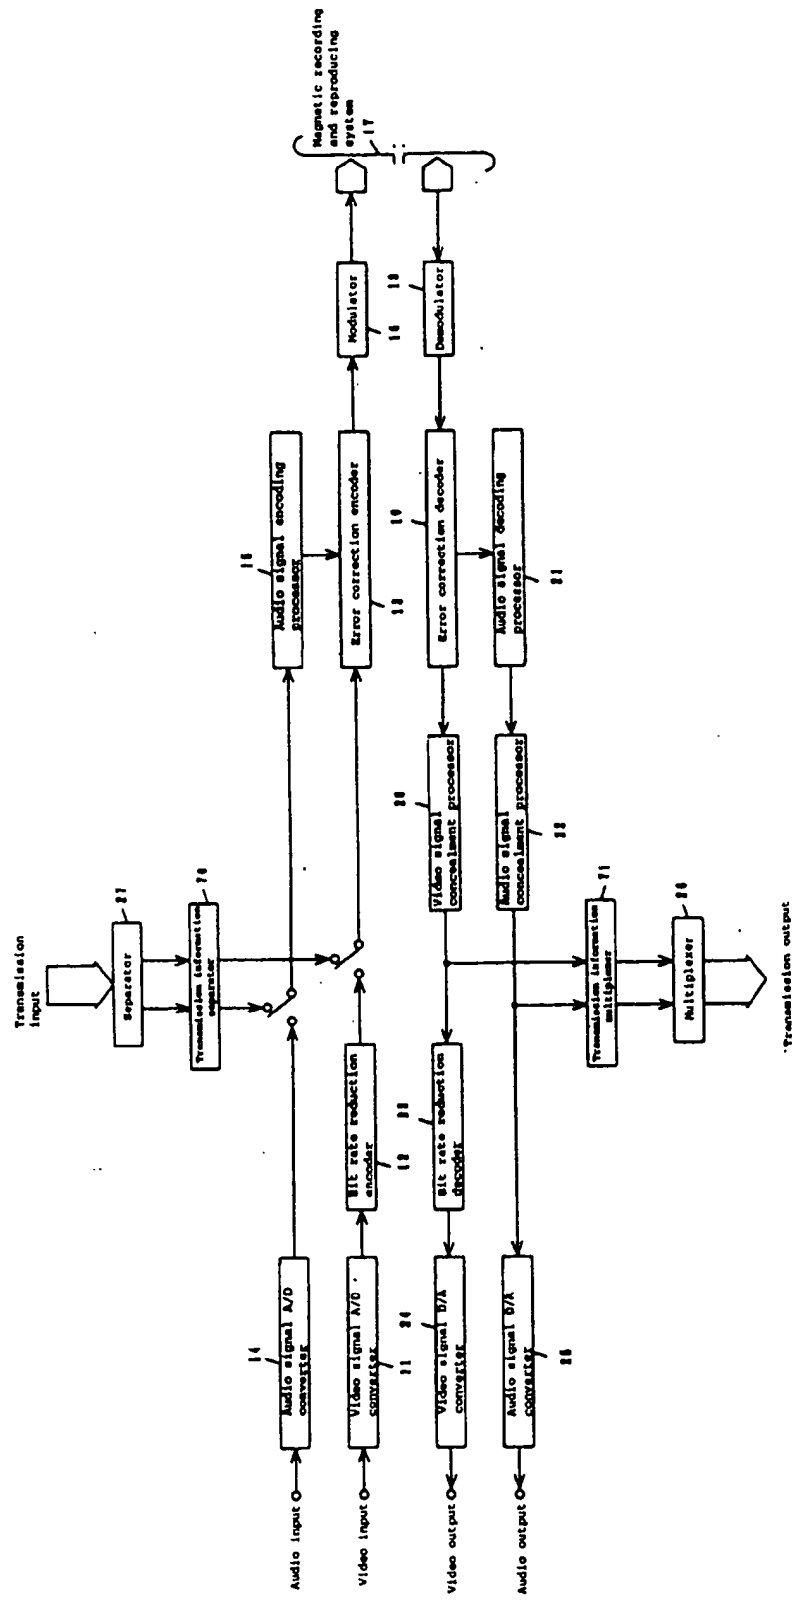 Audio input
Video input
Video output
Audio output
14
Audio signal A/D
converter
Video signal A/D
converter
11
24
Video signal D/A
converter
Audio signal D/A
converter
25
Bit rate reduction
encoder
12
23
Bit rate reduction
decoder
Transmission
input
27
Separator
70
Transmission information
separator
71
Transmission information
multiplexer
26
Multiplexer
Transmission output
20
Video signal
concealment processor
Audio signal
concealment processor
22
15
Audio signal encoding
processor
Error correction encoder
13
19
Error correction decoder
Audio signal decoding
processor
21
Modulator
16
18
Demodulator
Magnetic recording
and reproducing
system
17